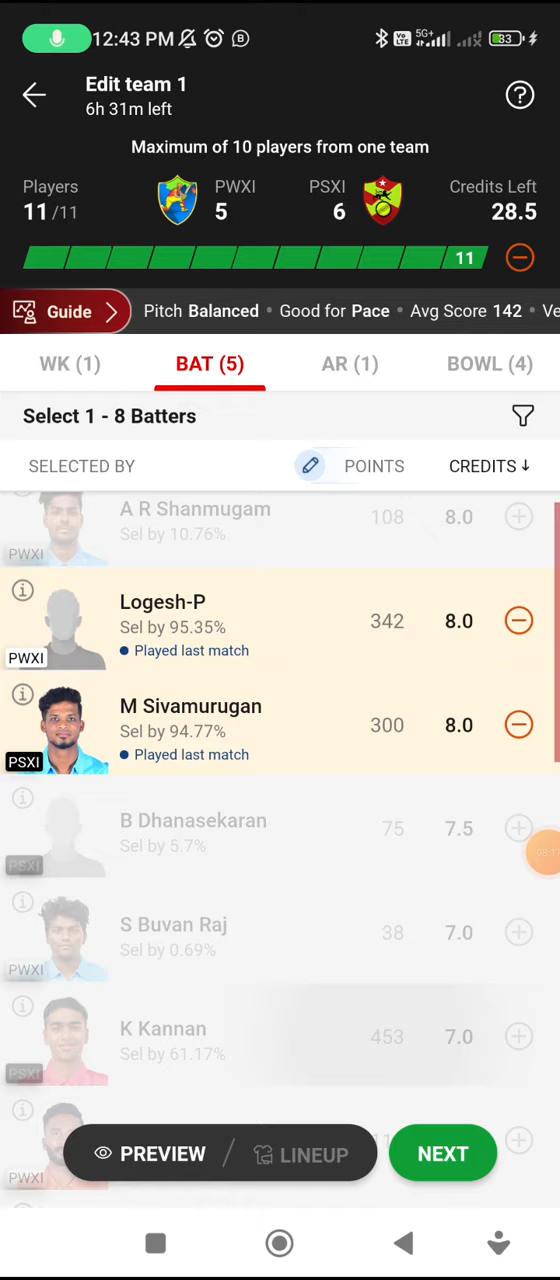 12:43 PM
B
Vo LTE 5G+ 33
Edit team 1
6h 31m left
?
Maximum of 10 players from one team
Players PWXI PSXI Credits Left
11 /11 5 6 28.5
11
Guide Pitch Balanced • Good for Pace • Avg Score 142 • Ve
WK (1) BAT (5) AR (1) BOWL (4)
Select 1 - 8 Batters
SELECTED BY POINTS CREDITS ↓
A R Shanmugam 108 8.0
Sel by 10.76%
PWXI
Logesh-P
Sel by 95.35% 342 8.0
Played last match
PWXI
M Sivamurugan
Sel by 94.77% 300 8.0
Played last match
PSXI
B Dhanasekaran 75 7.5
Sel by 5.7%
PSXI
S Buvan Raj 38 7.0
Sel by 0.69%
PWXI
K Kannan 453 7.0
Sel by 61.17%
PSXI
PREVIEW / LINEUP NEXT
PWXI